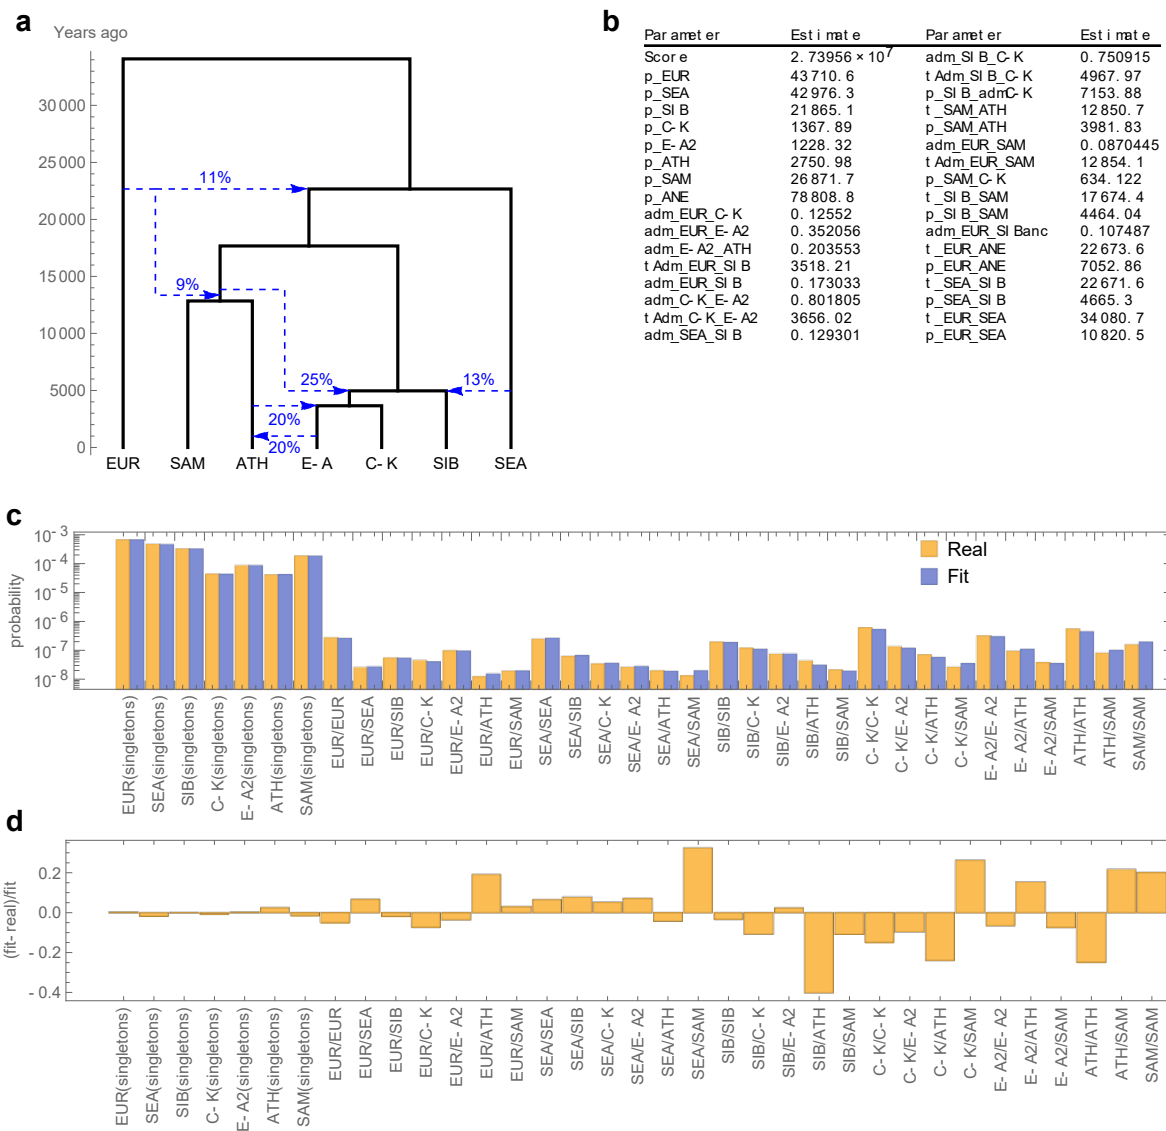 a
Years ago
30000
25000
20000
15000
10000
5000
0
11%
9%
25%
13%
20%
20%
EUR SAM ATH E-A C-K SIB SEA
b
Parameter Estimate Parameter Estimate
Score 2.73956×10^7 adm_SIB_C-K 0.750915
p_EUR 43710.6 tAdm_SIB_C-K 4967.97
p_SEA 42976.3 p_SIB_admC-K 7153.88
p_SIB 21865.1 t_SAM_ATH 12850.7
p_C-K 1367.89 p_SAM_ATH 3981.83
p_E-A2 1228.32 adm_EUR_SAM 0.0870445
p_ATH 2750.98 tAdm_EUR_SAM 12854.1
p_SAM 26871.7 p_SAM_C-K 634.122
p_ANE 78808.8 t_SIB_SAM 17674.4
adm_EUR_C-K 0.12552 p_SIB_SAM 4464.04
adm_EUR_E-A2 0.352056 adm_EUR_SIBanc 0.107487
adm_E-A2_ATH 0.203553 t_EUR_ANE 22673.6
tAdm_EUR_SIB 3518.21 p_EUR_ANE 7052.86
adm_EUR_SIB 0.173033 t_SEA_SIB 22671.6
adm_C-K_E-A2 0.801805 p_SEA_SIB 4665.3
tAdm_C-K_E-A2 3656.02 t_EUR_SEA 34080.7
adm_SEA_SIB 0.129301 p_EUR_SEA 10820.5
c
probability
10^-3
10^-4
10^-5
10^-6
10^-7
10^-8
Real
Fit
EUR(singletons)
SEA(singletons)
SIB(singletons)
C-K(singletons)
E-A2(singletons)
ATH(singletons)
SAM(singletons)
EUR/EUR
EUR/SEA
EUR/SIB
EUR/C-K
EUR/E-A2
EUR/ATH
EUR/SAM
SEA/SEA
SEA/SIB
SEA/C-K
SEA/E-A2
SEA/ATH
SEA/SAM
SIB/SIB
SIB/C-K
SIB/E-A2
SIB/ATH
SIB/SAM
C-K/C-K
C-K/E-A2
C-K/ATH
C-K/SAM
E-A2/E-A2
E-A2/ATH
E-A2/SAM
ATH/ATH
ATH/SAM
SAM/SAM
d
(fit-real)/fit
0.2
0.0
-0.2
-0.4
EUR(singletons)
SEA(singletons)
SIB(singletons)
C-K(singletons)
E-A2(singletons)
ATH(singletons)
SAM(singletons)
EUR/EUR
EUR/SEA
EUR/SIB
EUR/C-K
EUR/E-A2
EUR/ATH
EUR/SAM
SEA/SEA
SEA/SIB
SEA/C-K
SEA/E-A2
SEA/ATH
SEA/SAM
SIB/SIB
SIB/C-K
SIB/E-A2
SIB/ATH
SIB/SAM
C-K/C-K
C-K/E-A2
C-K/ATH
C-K/SAM
E-A2/E-A2
E-A2/ATH
E-A2/SAM
ATH/ATH
ATH/SAM
SAM/SAM